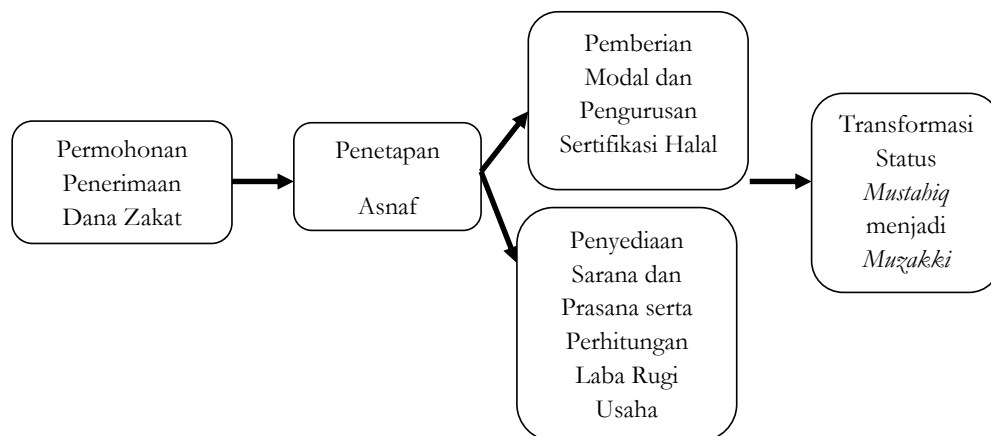 Permohonan
Penerimaan
Dana Zakat
Penetapan
Asnaf
Pemberian
Modal dan
Pengurusan
Sertifikasi Halal
Penyediaan
Sarana dan
Prasana serta
Perhitungan
Laba Rugi
Usaha
Transformasi
Status
Mustahiq
menjadi
Muzakki